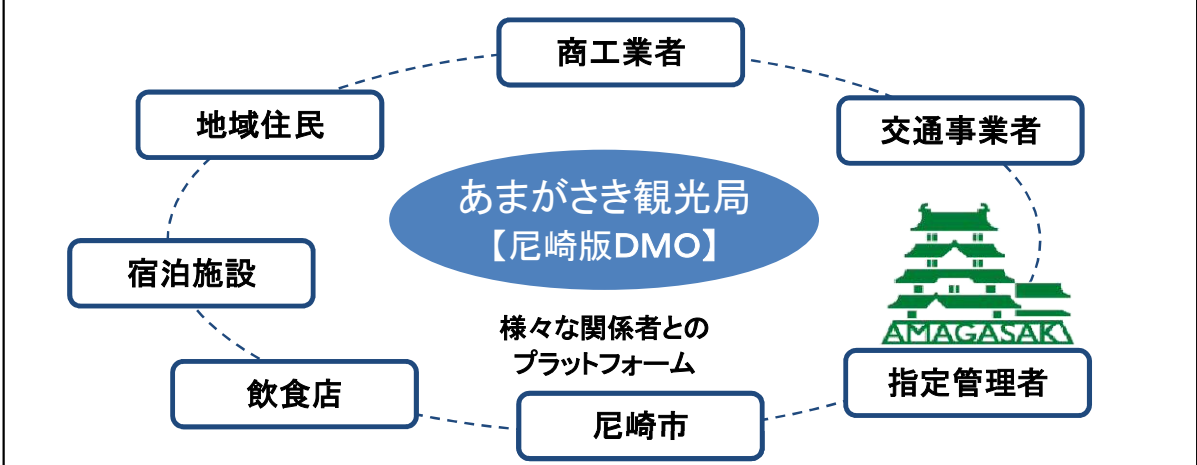 商工業者
地域住民
交通事業者
あまがさき観光局
【尼崎版DMO】
宿泊施設
AMAGASAKI
様々な関係者との
プラットフォーム
飲食店
指定管理者
尼崎市